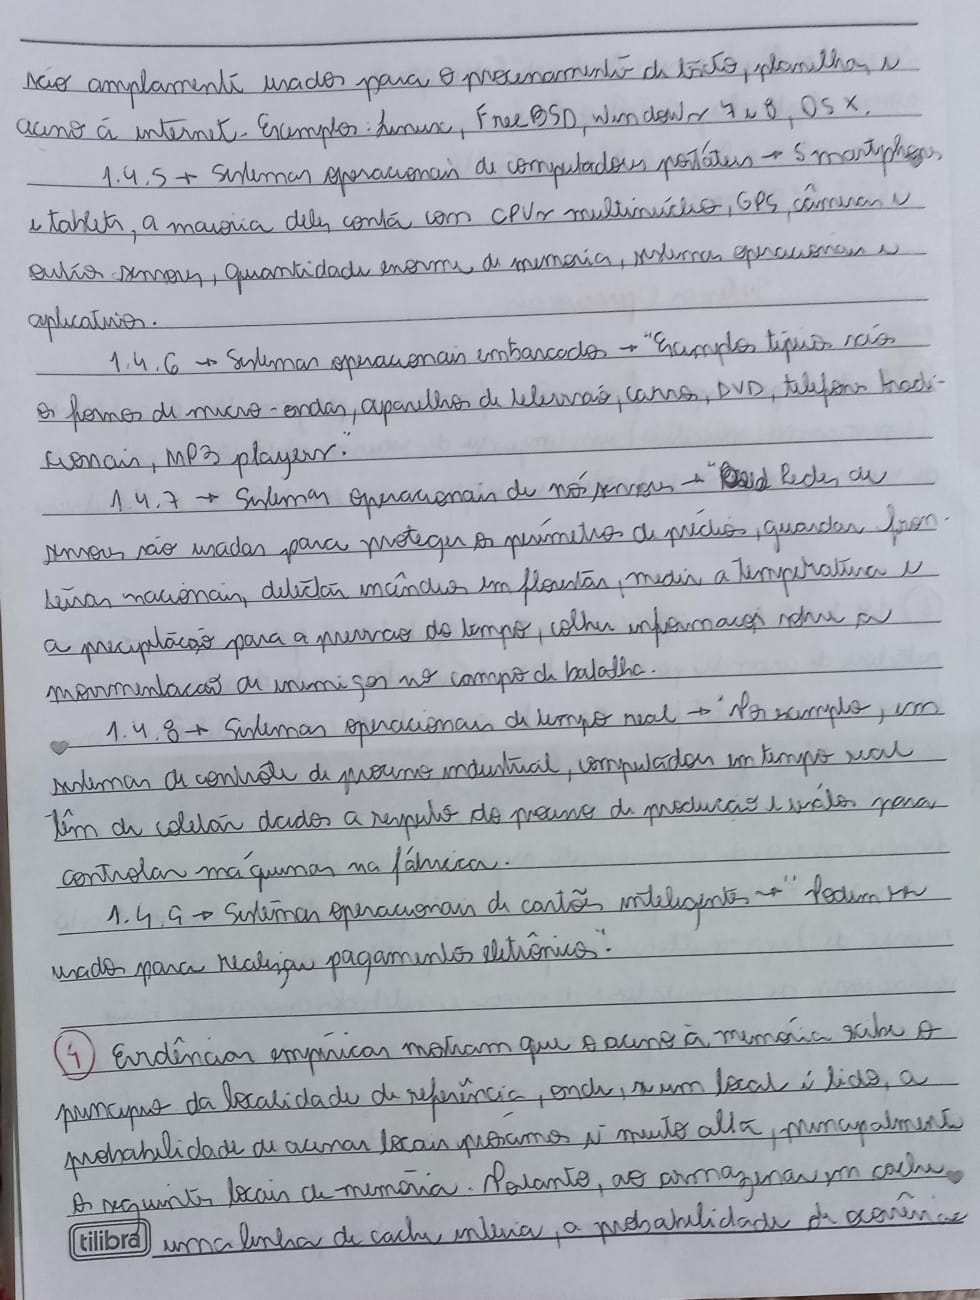 são amplamente usados para o processamento de texto, planilhas e
acesso à internet. Exemplos: Linux, FreeBSD, Windows 7 e 8, OS X.
1.4.5 → Sistemas operacionais de computadores portáteis → Smartphones
e tablets, a maioria deles conta com CPUs multinúcleo, GPS, câmeras e
outros sensores, quantidade enorme de memória, sistemas operacionais e
aplicativos.
1.4.6 → Sistemas operacionais embarcados → "Exemplos típicos são
os fornos de micro-ondas, aparelhos de televisão, carros, DVD, telefones tradi-
cionais, MP3 players".
1.4.7 → Sistemas operacionais de nós sensores → " Redes de
sensores são usadas para proteger os perímetros de prédios, guardar fron-
teiras nacionais, detectar incêndios em florestas, medir a temperatura e
a precipitação para a previsão do tempo, colher informações sobre a
movimentação de inimigos no campo de batalha.
1.4.8 → Sistemas operacionais de tempo real → "Por exemplo, em
sistemas de controle de processo industrial, computadores em tempo real
têm de coletar dados a respeito do processo de produção e usá-los para
controlar máquinas na fábrica.
1.4.9 → Sistemas operacionais de cartões inteligentes → "Podem ser
usados para realizar pagamentos eletrônicos".
4 Evidências empíricas mostram que o acesso à memória exibe o
princípio da localidade de referência, onde, se um local é lido, a
probabilidade de acessar locais próximos é muito alta, principalmente
os seguintes locais de memória. Portanto, ao armazenar em cache
tilibra uma linha de cache inteira, a probabilidade de ocorrência